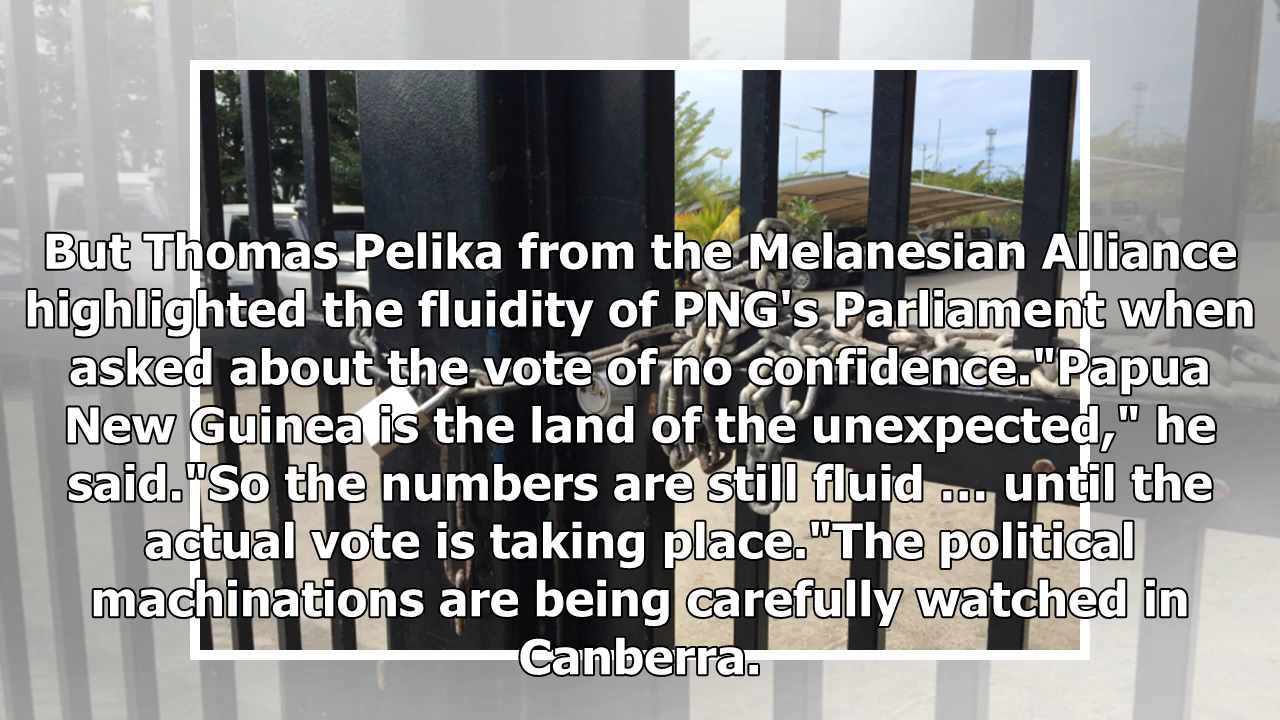 But Thomas Pelika from the Melanesian Alliance
highlighted the fluidity of PNG's Parliament when
asked about the vote of no confidence."Papua
New Guinea is the land of the unexpected," he
said."So the numbers are still fluid ... until the
actual vote is taking place."The political
machinations are being carefully watched in
Canberra.